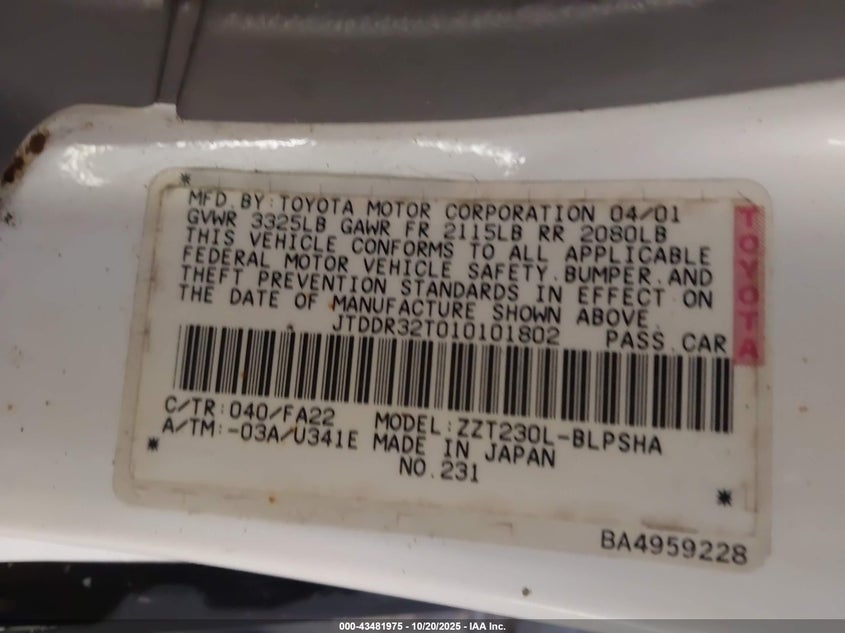 MFD.BY:TOYOTA MOTOR CORPORATION 04/01
GVWR 3325LB GAWR FR 2115LB RR 2080LB
THIS VEHICLE CONFORMS TO ALL APPLICABLE
FEDERAL MOTOR VEHICLE SAFETY.BUMPER.AND
THEFT PREVENTION STANDARDS IN EFFECT ON
THE DATE OF MANUFACTURE SHOWN ABOVE.
JTDDR32T010101802 PASS.CAR
TOYOTA
C/TR:040/FA22 MODEL:ZZT230L-BLPSHA
A/TM:-03A/U341E MADE IN JAPAN
NO.231
BA4959228
000-43481975 - 10/20/2025 - IAA Inc.